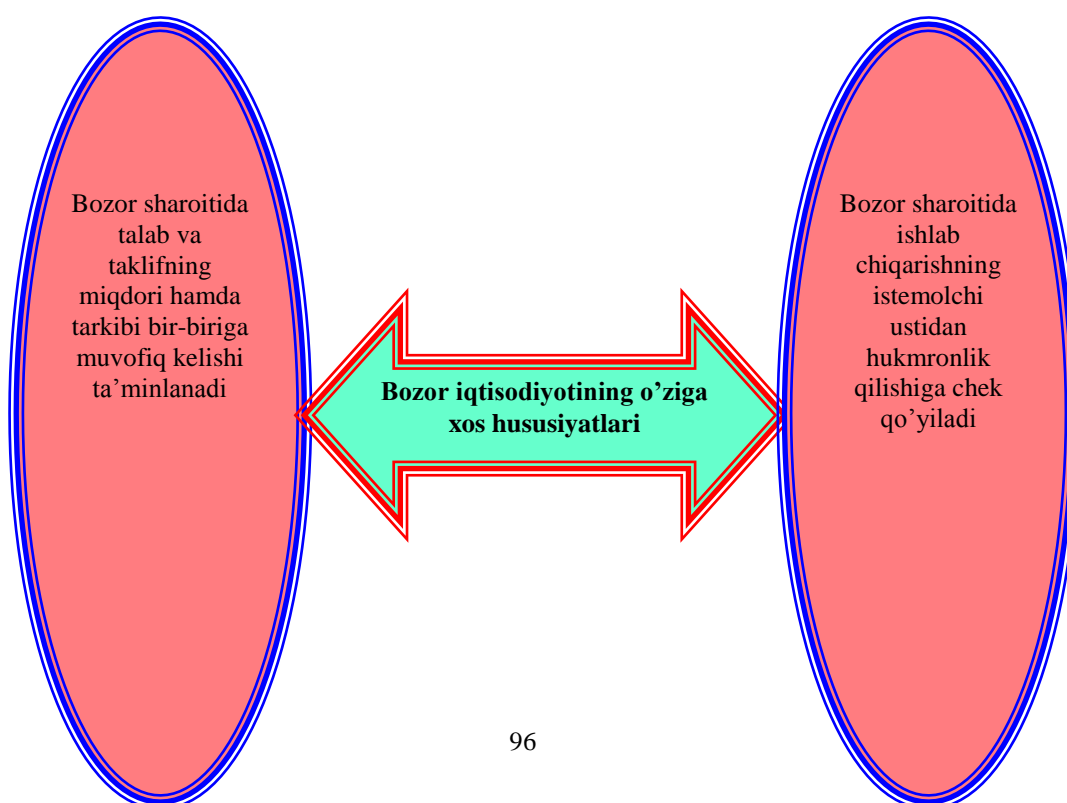 Bozor sharoitida
talab va
taklifning
miqdori hamda
tarkibi bir-biriga
muvofiq kelishi
ta’minlanadi
Bozor iqtisodiyotining o’ziga
xos hususiyatlari
Bozor sharoitida
ishlab
chiqarishning
istemolchi
ustidan
hukmronlik
qilishiga chek
qo’yiladi
96